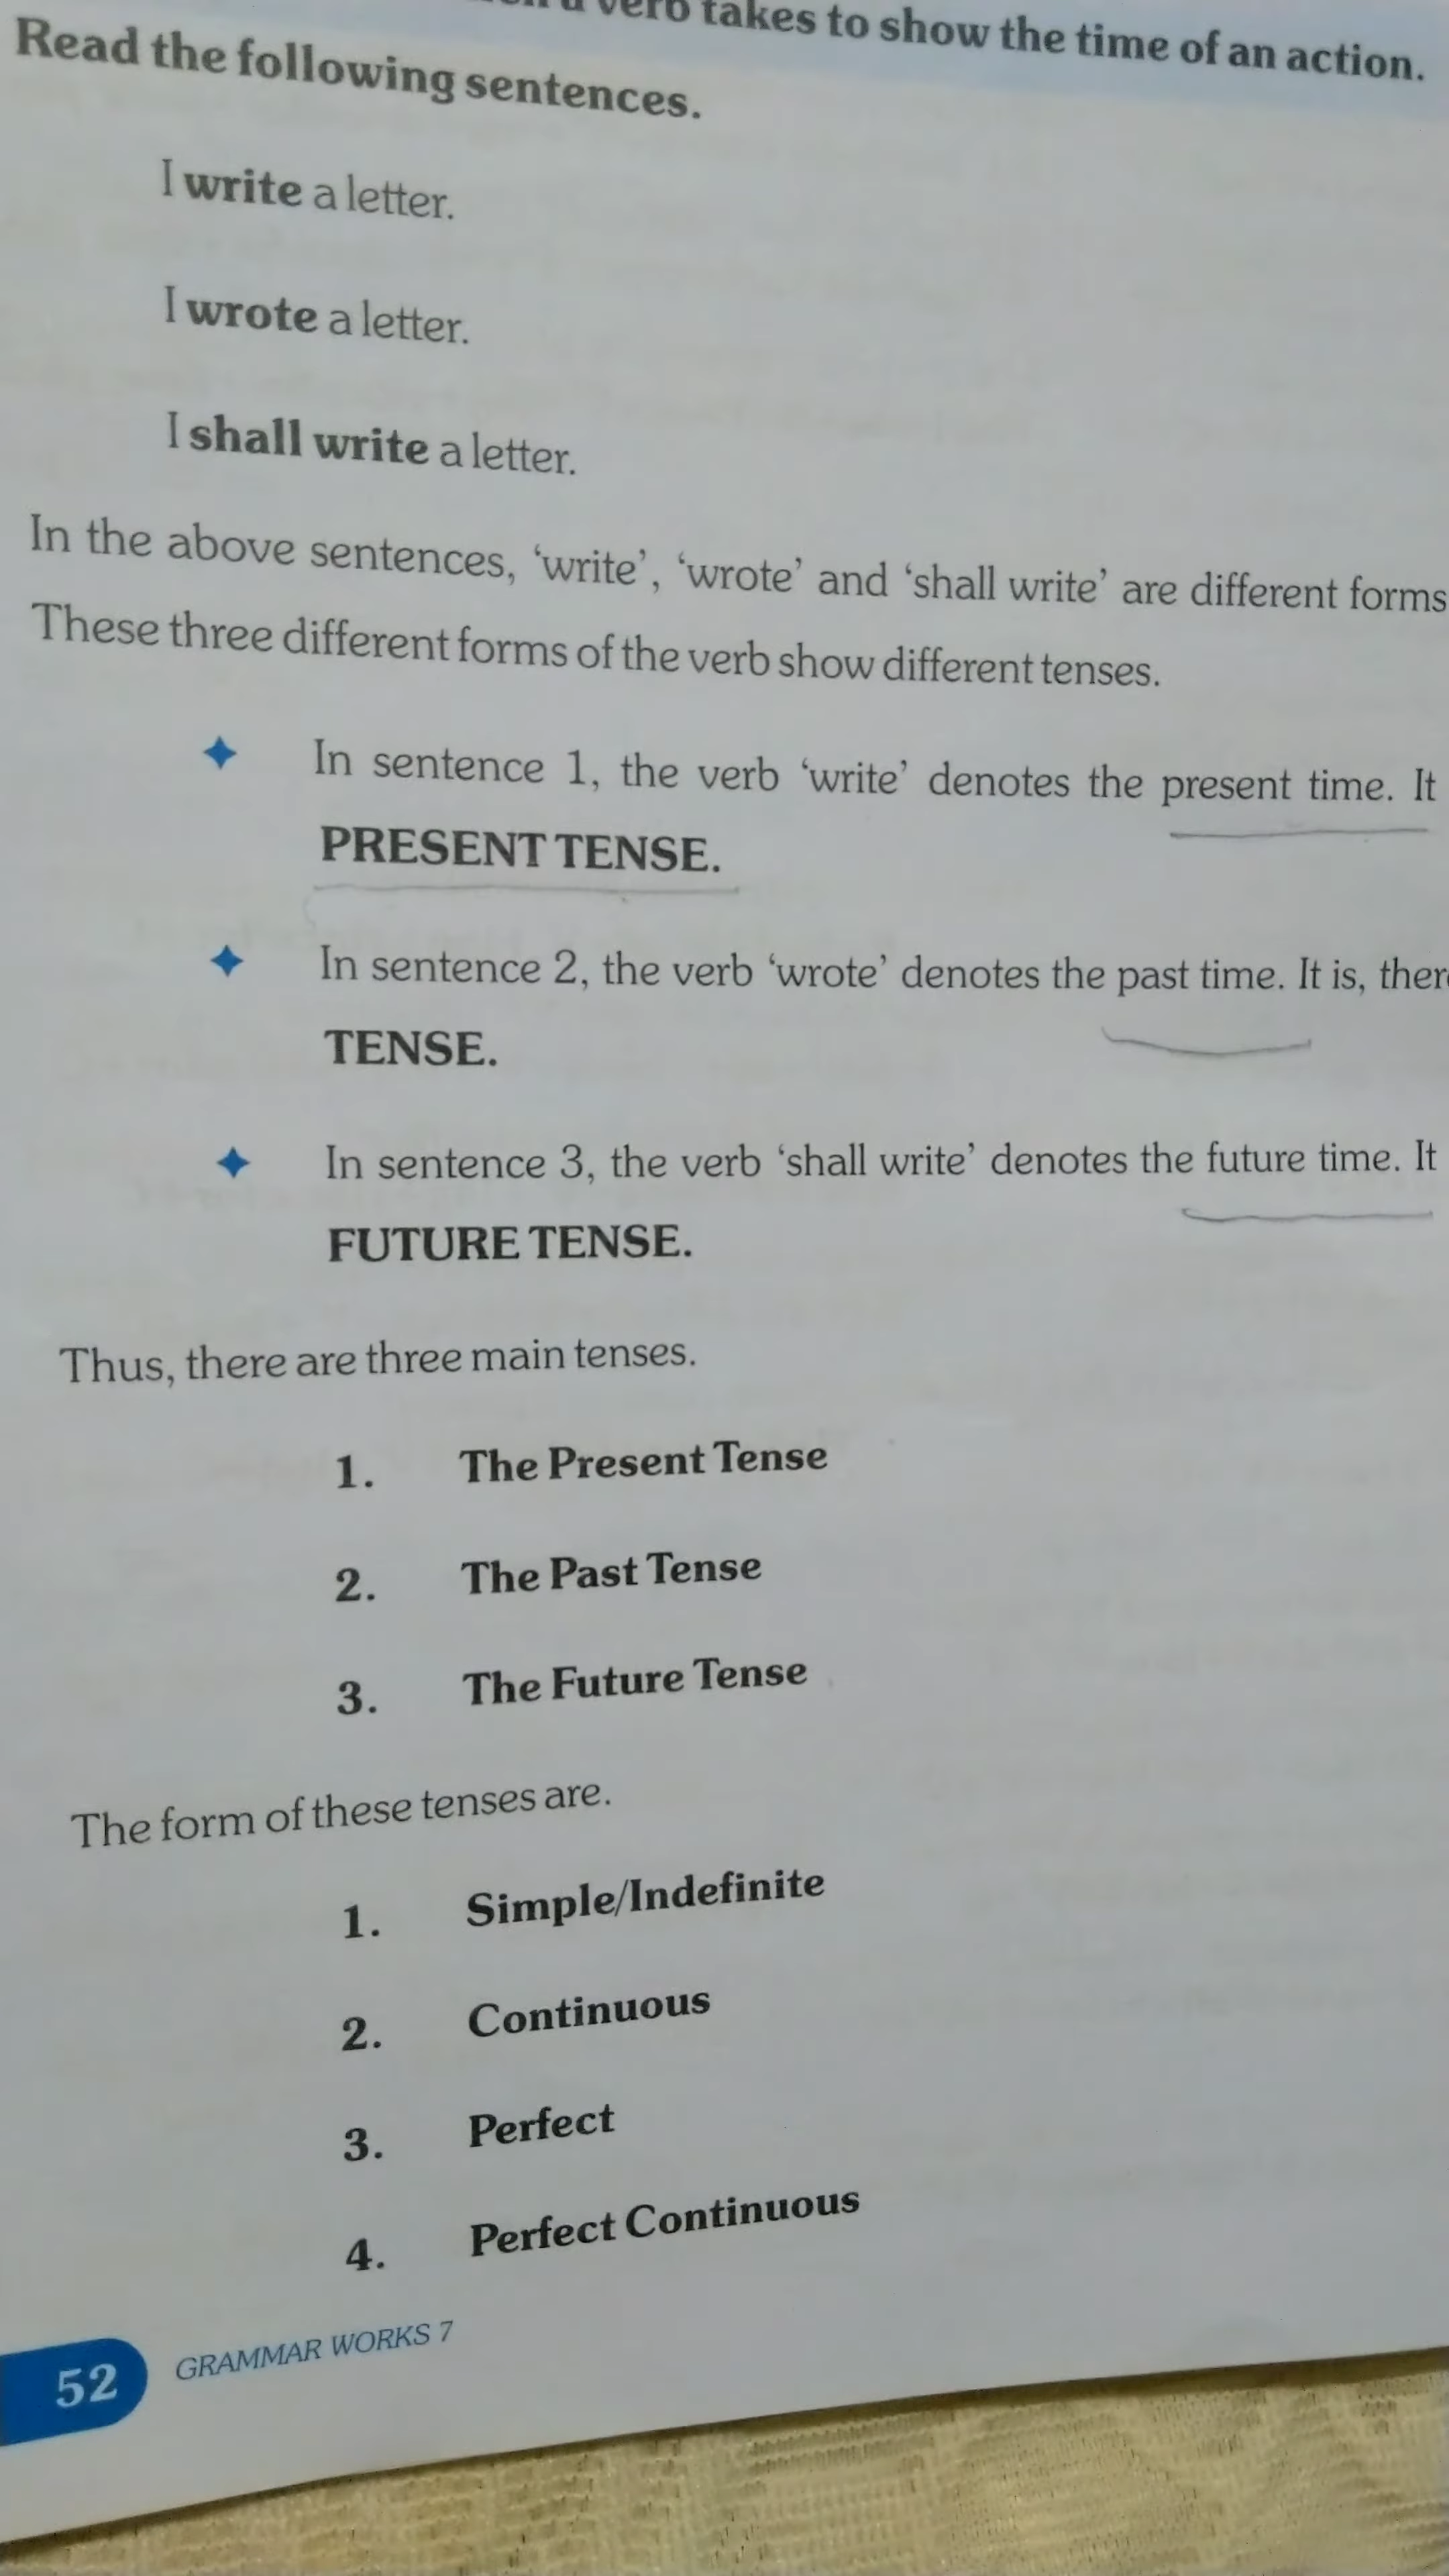 verb takes to show the time of an action.
Read the following sentences.
I write a letter.
I wrote a letter.
I shall write a letter.
In the above sentences, ‘write’, ‘wrote’ and ‘shall write’ are different forms
These three different forms of the verb show different tenses.
✦ In sentence 1, the verb ‘write’ denotes the present time. It
PRESENT TENSE.
✦ In sentence 2, the verb ‘wrote’ denotes the past time. It is,
TENSE.
✦ In sentence 3, the verb ‘shall write’ denotes the future time. It
FUTURE TENSE.
Thus, there are three main tenses.
1. The Present Tense
2. The Past Tense
3. The Future Tense
The form of these tenses are.
1. Simple/Indefinite
2. Continuous
3. Perfect
4. Perfect Continuous
52 GRAMMAR WORKS 7